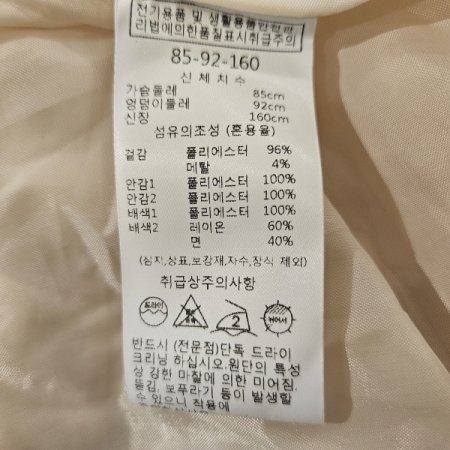 전기용품 및 생활용품안전관
리법에의한품질표시취급주의
85-92-160
신체치수
가슴둘레 85cm
엉덩이둘레 92cm
신장 160cm
섬유의조성 (혼용율)
겉감 폴리에스터 96%
메탈 4%
안감1 폴리에스터 100%
안감2 폴리에스터 100%
배색1 폴리에스터 100%
배색2 레이온 60%
면 40%
(심지,상표,보강재,자수,장식 제외)
취급상주의사항
드라이 2 뉘어서
반드시 (전문점)단독 드라이
크리닝 하십시오.원단의 특성
상 강한 마찰에 의한 미어짐,
뜯김, 보푸라기 등이 발생할
수 있으니 착용에